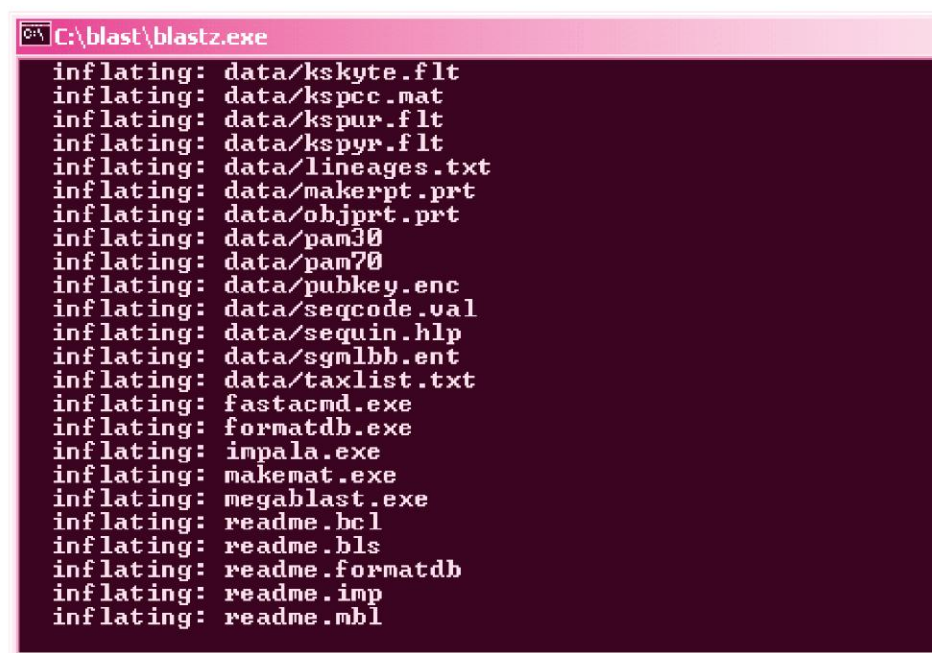 C:\blast\blastz.exe
inflating: data/kskyte.flt
inflating: data/kspcc.mat
inflating: data/kspur.flt
inflating: data/kspyr.flt
inflating: data/lineages.txt
inflating: data/makerpt.prt
inflating: data/objprt.prt
inflating: data/pam30
inflating: data/pam70
inflating: data/pubkey.enc
inflating: data/seqcode.val
inflating: data/sequin.hlp
inflating: data/sgmlbb.ent
inflating: data/taxlist.txt
inflating: fastacmd.exe
inflating: formatdb.exe
inflating: impala.exe
inflating: makemat.exe
inflating: megablast.exe
inflating: readme.bcl
inflating: readme.bls
inflating: readme.formatdb
inflating: readme.imp
inflating: readme.mbl